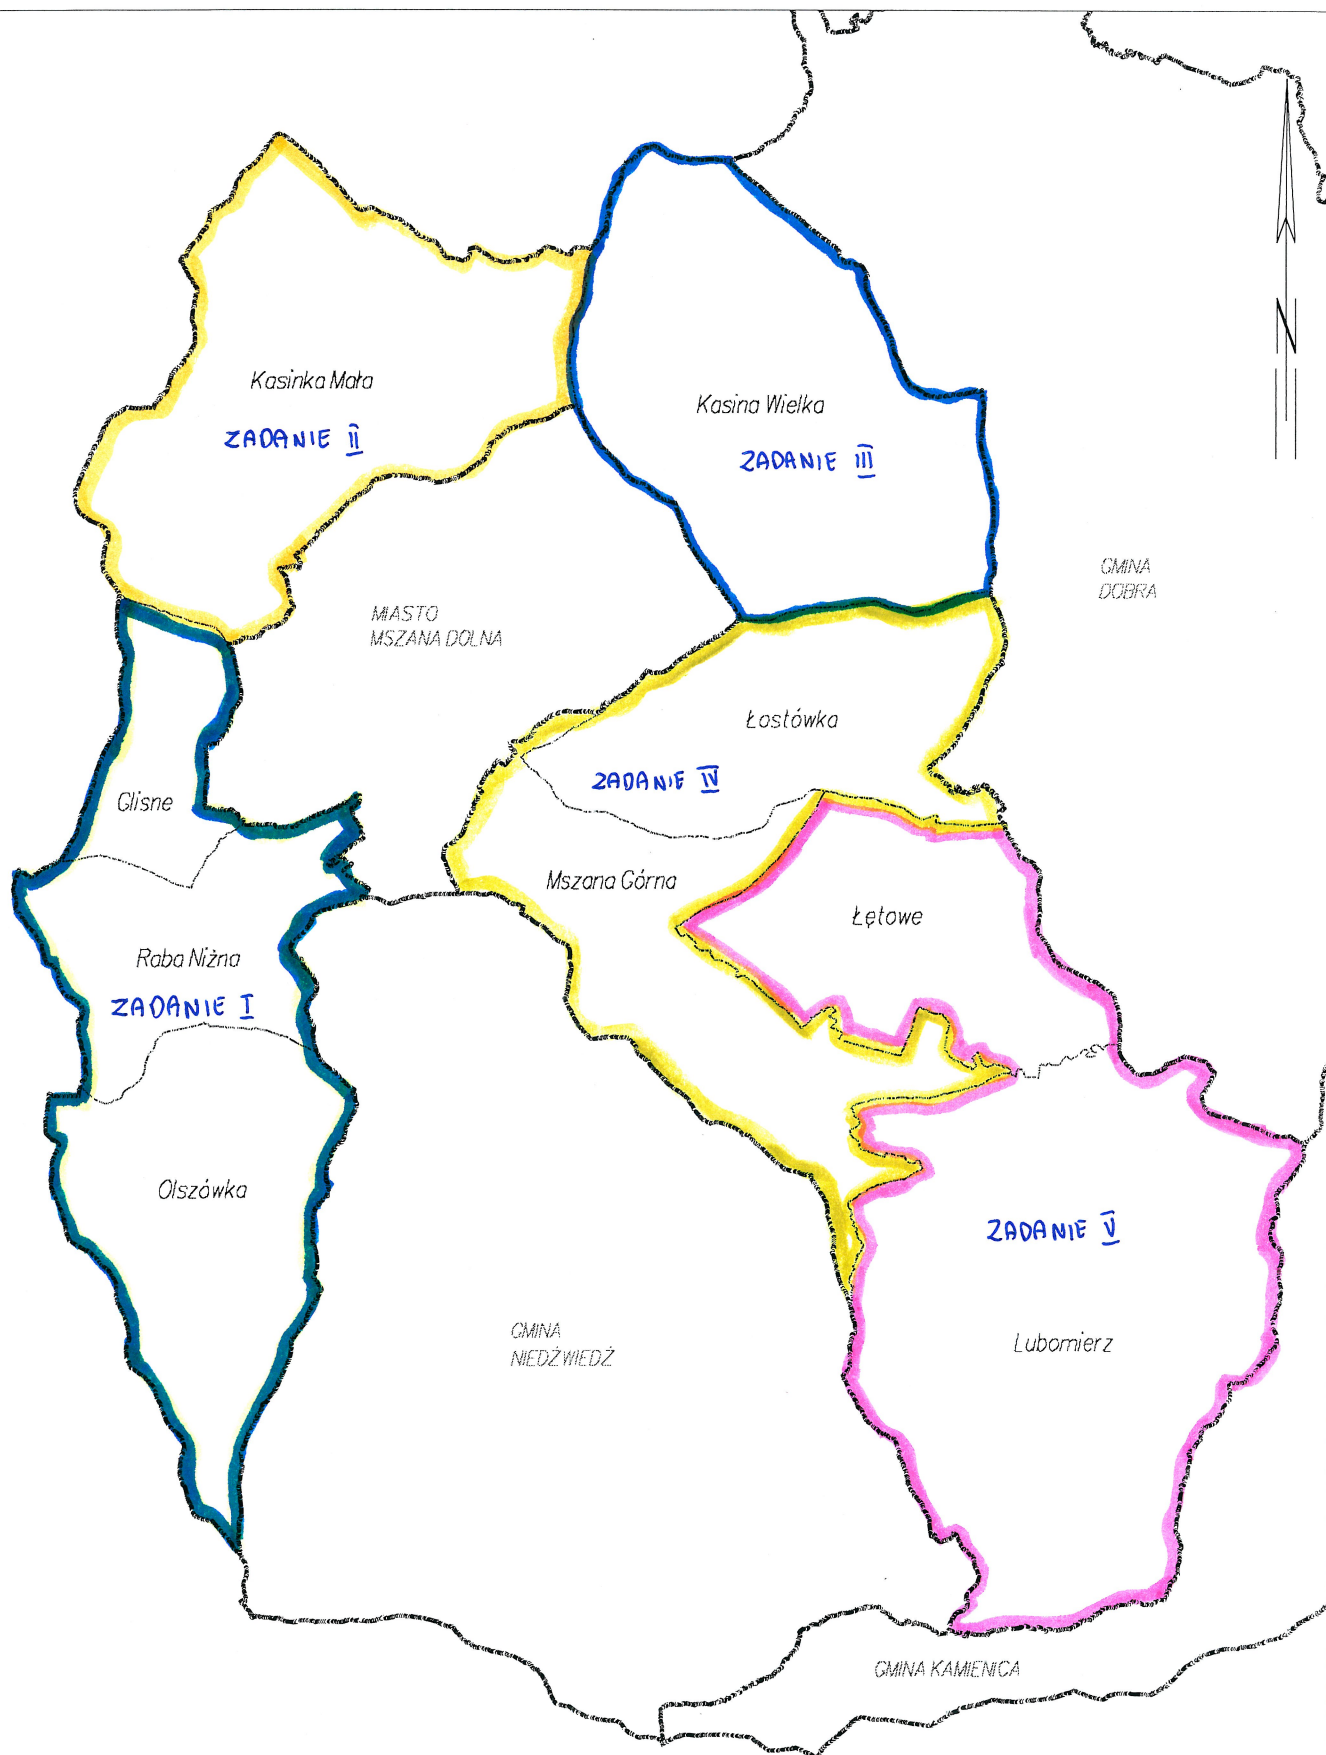 N
Kasinka Mała
ZADANIE II
Kasina Wielka
ZADANIE III
GMINA
DOBRA
MIASTO
MSZANA DOLNA
Łostówka
ZADANIE IV
Glisne
Mszana Górna
Łętowe
Raba Niżna
ZADANIE I
Olszówka
ZADANIE V
GMINA
NIEDŹWIEDŹ
Lubomierz
GMINA KAMIENICA